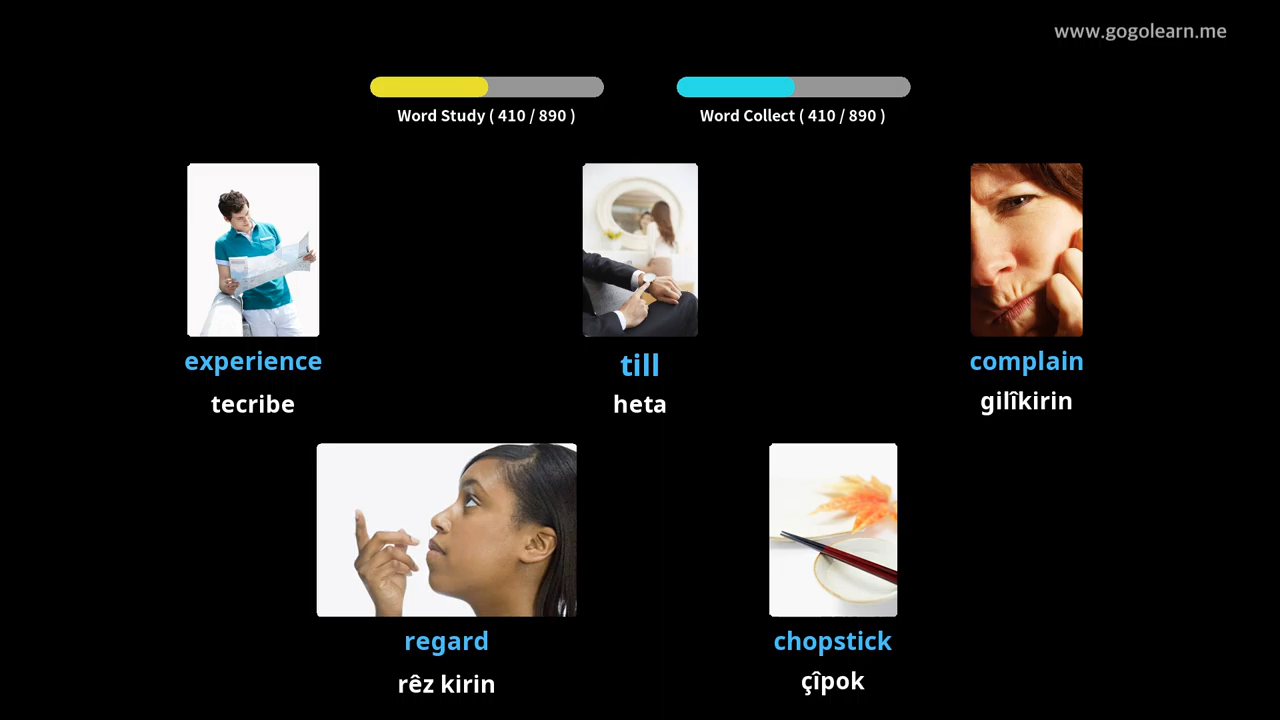 www.gogolearn.me
Word Study ( 410 / 890 )
Word Collect ( 410 / 890 )
experience
tecribe
till
heta
complain
gilîkirin
regard
rêz kirin
chopstick
çîpok